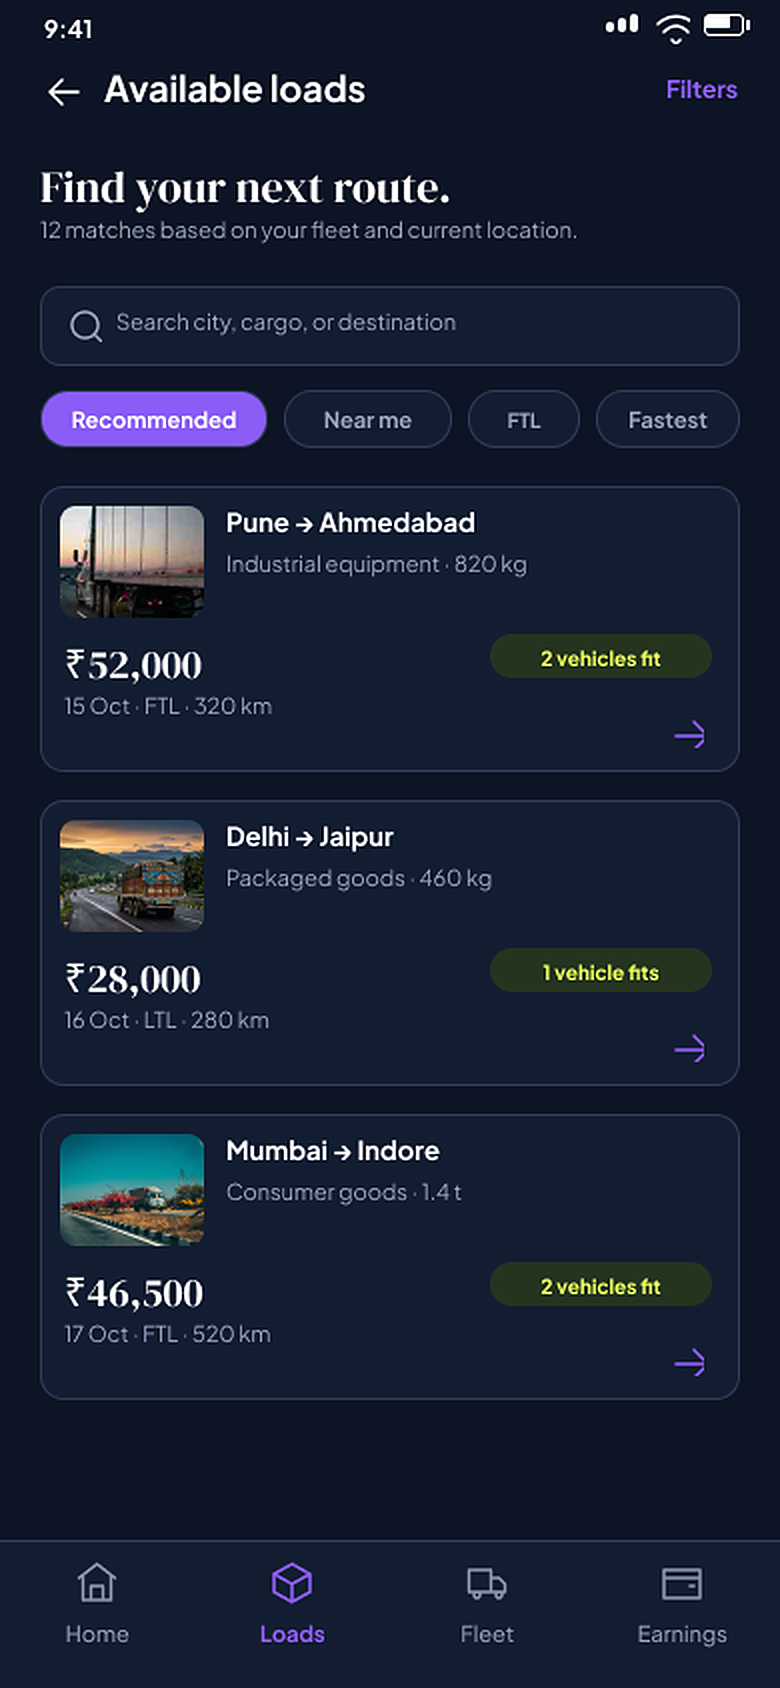 9:41
Available loads
Filters
Find your next route.
12 matches based on your fleet and current location.
Search city, cargo, or destination
Recommended
Near me
FTL
Fastest
Pune → Ahmedabad
Industrial equipment · 820 kg
₹52,000
2 vehicles fit
15 Oct · FTL · 320 km
Delhi → Jaipur
Packaged goods · 460 kg
₹28,000
1 vehicle fits
16 Oct · LTL · 280 km
Mumbai → Indore
Consumer goods · 1.4 t
₹46,500
2 vehicles fit
17 Oct · FTL · 520 km
Home
Loads
Fleet
Earnings